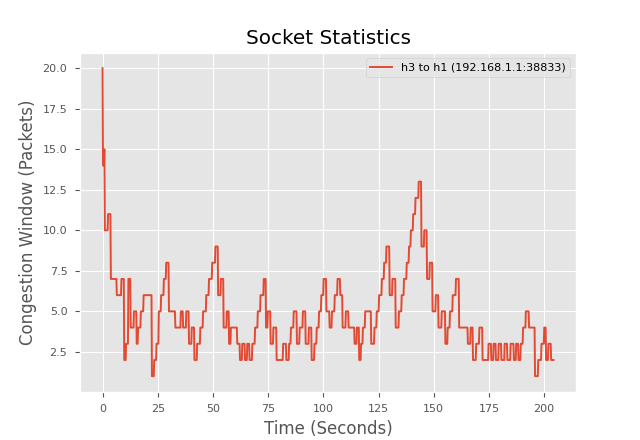 Socket Statistics
h3 to h1 (192.168.1.1:38833)
Congestion Window (Packets)
20.0
17.5
15.0
12.5
10.0
7.5
5.0
2.5
0 25 50 75 100 125 150 175 200
Time (Seconds)